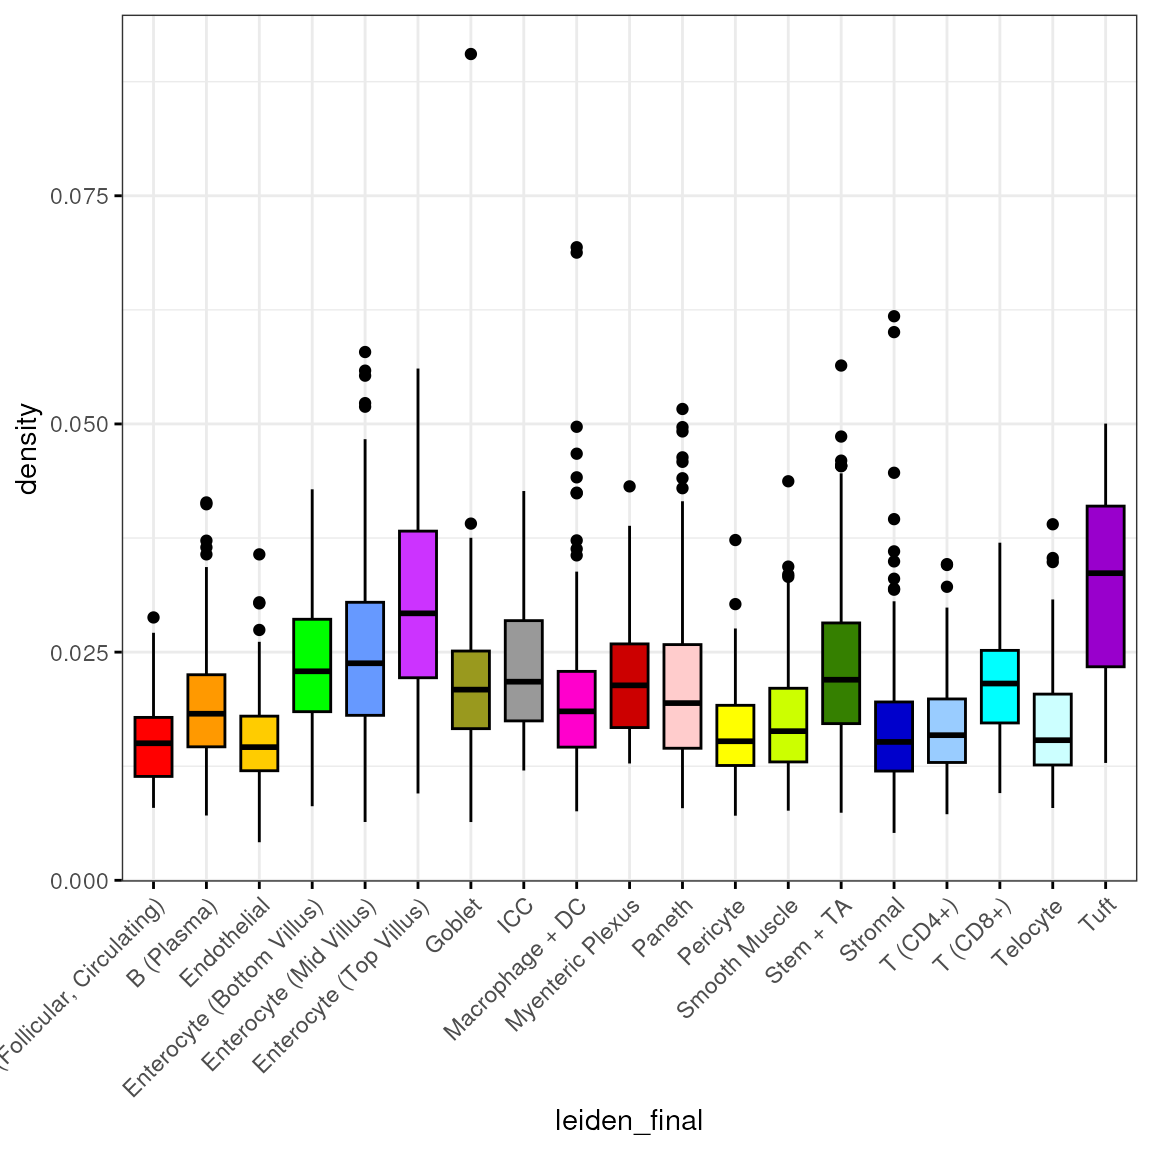 0.075
0.050
0.025
0.000
density
(Follicular, Circulating)
B (Plasma)
Endothelial
Enterocyte (Bottom Villus)
Enterocyte (Mid Villus)
Enterocyte (Top Villus)
Goblet
ICC
Macrophage + DC
Myenteric Plexus
Paneth
Pericyte
Smooth Muscle
Stem + TA
Stromal
T (CD4+)
T (CD8+)
Telocyte
Tuft
leiden_final